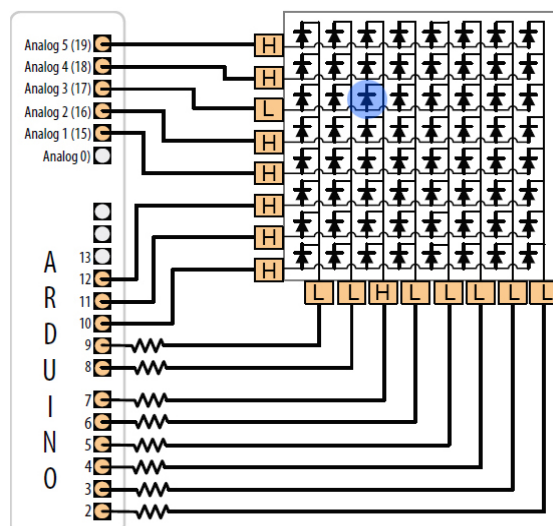 Analog 5 (19)
Analog 4 (18)
Analog 3 (17)
Analog 2 (16)
Analog 1 (15)
Analog 0)
H
H
L
H
H
H
H
H
L L H L L L L L
13
12
11
10
9
8
7
6
5
4
3
2
A
R
D
U
I
N
O